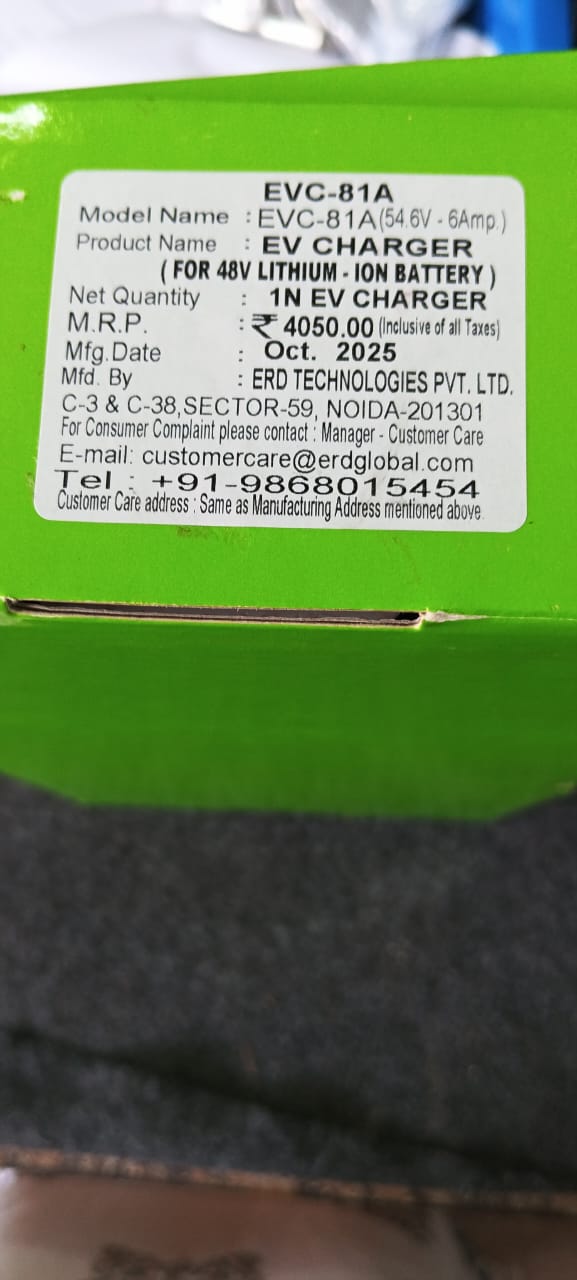 EVC-81A
Model Name : EVC-81A(54.6V - 6Amp.)
Product Name : EV CHARGER
( FOR 48V LITHIUM - ION BATTERY )
Net Quantity : 1N EV CHARGER
M.R.P. : ₹ 4050.00 (Inclusive of all Taxes)
Mfg.Date : Oct. 2025
Mfd. By : ERD TECHNOLOGIES PVT. LTD.
C-3 & C-38,SECTOR-59, NOIDA-201301
For Consumer Complaint please contact : Manager - Customer Care
E-mail: customercare@erdglobal.com
Tel : +91-9868015454
Customer Care address : Same as Manufacturing Address mentioned above.